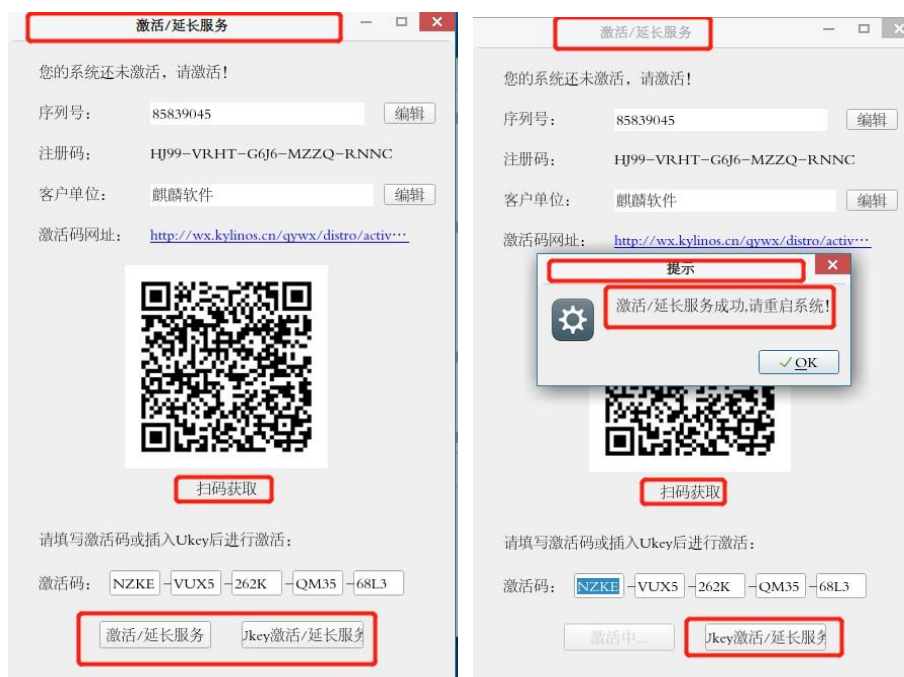 激活/延长服务
您的系统还未激活，请激活！
序列号： 85839045 编辑
注册码： HJ99-VRHT-G6J6-MZZQ-RNNC
客户单位： 麒麟软件 编辑
激活码网址： http://wx.kylinos.cn/qywx/distro/activ···
扫码获取
请填写激活码或插入Ukey后进行激活：
激活码： NZKE-VUX5-262K-QM35-68L3
激活/延长服务 Jkey激活/延长服务
激活/延长服务
您的系统还未激活，请激活！
序列号： 85839045 编辑
注册码： HJ99-VRHT-G6J6-MZZQ-RNNC
客户单位： 麒麟软件 编辑
激活码网址： http://wx.kylinos.cn/qywx/distro/activ···
提示
激活/延长服务成功,请重启系统!
OK
扫码获取
请填写激活码或插入Ukey后进行激活：
激活码： NZKE-VUX5-262K-QM35-68L3
激活中... Jkey激活/延长服务